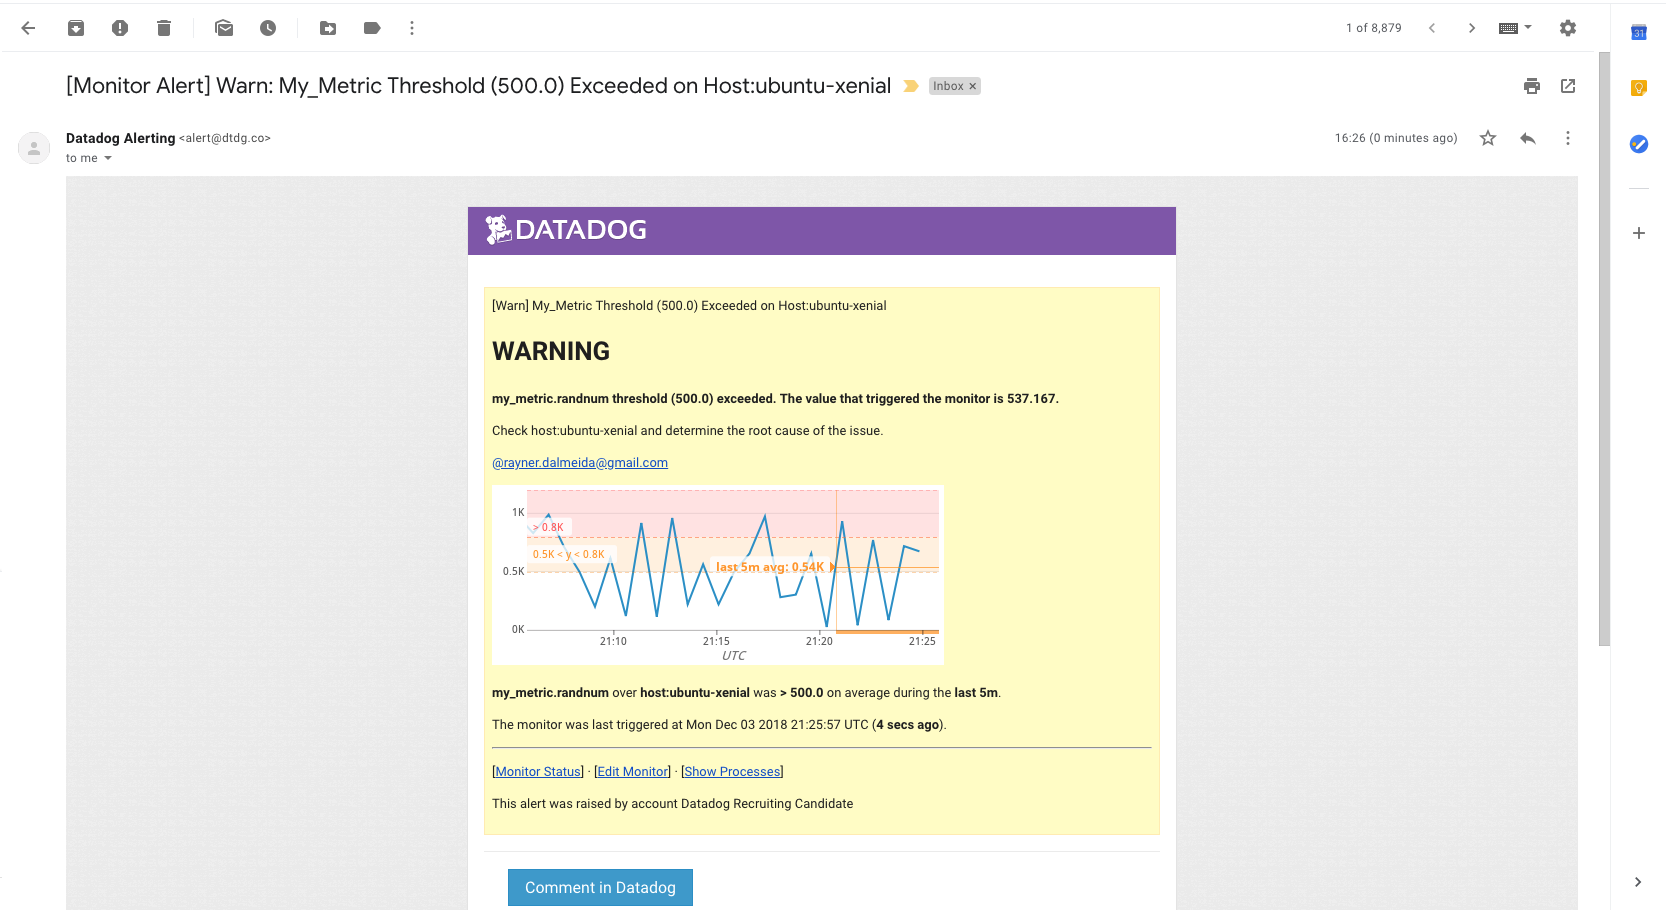 1 of 8,879
31
[Monitor Alert] Warn: My_Metric Threshold (500.0) Exceeded on Host:ubuntu-xenial
Inbox ×
Datadog Alerting <alert@dtdg.co>
16:26 (0 minutes ago)
to me
DATADOG
[Warn] My_Metric Threshold (500.0) Exceeded on Host:ubuntu-xenial
WARNING
my_metric.randnum threshold (500.0) exceeded. The value that triggered the monitor is 537.167.
Check host:ubuntu-xenial and determine the root cause of the issue.
@rayner.dalmeida@gmail.com
1K
> 0.8K
0.5K < y < 0.8K
last 5m avg: 0.54K
0.5K
0K
21:10 21:15 21:20 21:25
UTC
my_metric.randnum over host:ubuntu-xenial was > 500.0 on average during the last 5m.
The monitor was last triggered at Mon Dec 03 2018 21:25:57 UTC (4 secs ago).
[Monitor Status] · [Edit Monitor] · [Show Processes]
This alert was raised by account Datadog Recruiting Candidate
Comment in Datadog